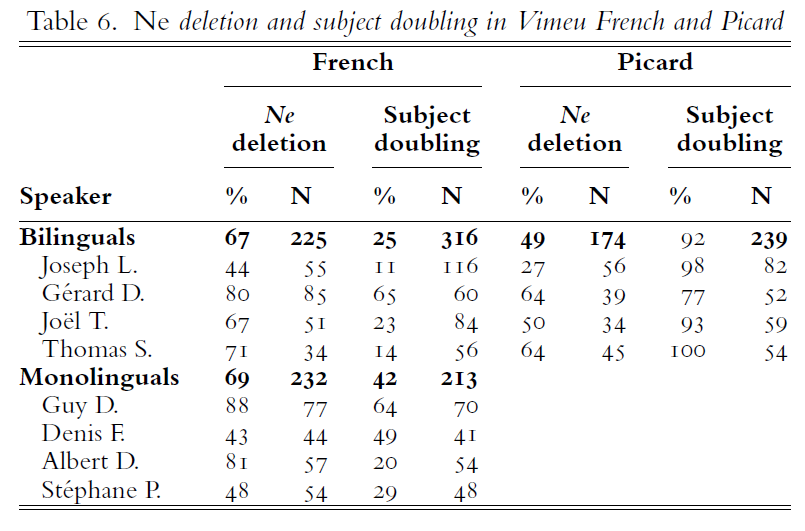 Table 6. Ne deletion and subject doubling in Vimeu French and Picard
French Picard
Ne deletion Subject doubling Ne deletion Subject doubling
Speaker % N % N % N % N
Bilinguals 67 225 25 316 49 174 92 239
Joseph L. 44 55 11 116 27 56 98 82
Gérard D. 80 85 65 60 64 39 77 52
Joël T. 67 51 23 84 50 34 93 59
Thomas S. 71 34 14 56 64 45 100 54
Monolinguals 69 232 42 213
Guy D. 88 77 64 70
Denis F. 43 44 49 41
Albert D. 81 57 20 54
Stéphane P. 48 54 29 48